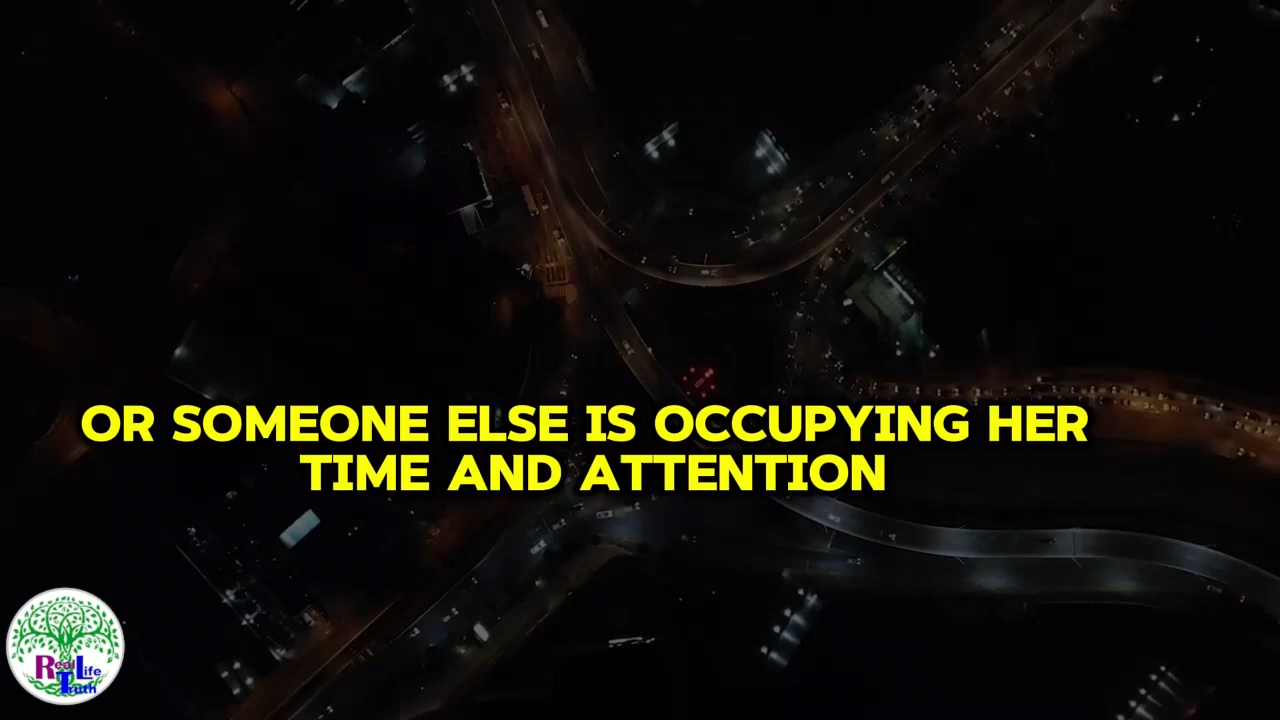 OR SOMEONE ELSE IS OCCUPYING HER
TIME AND ATTENTION
Real Life
Truth